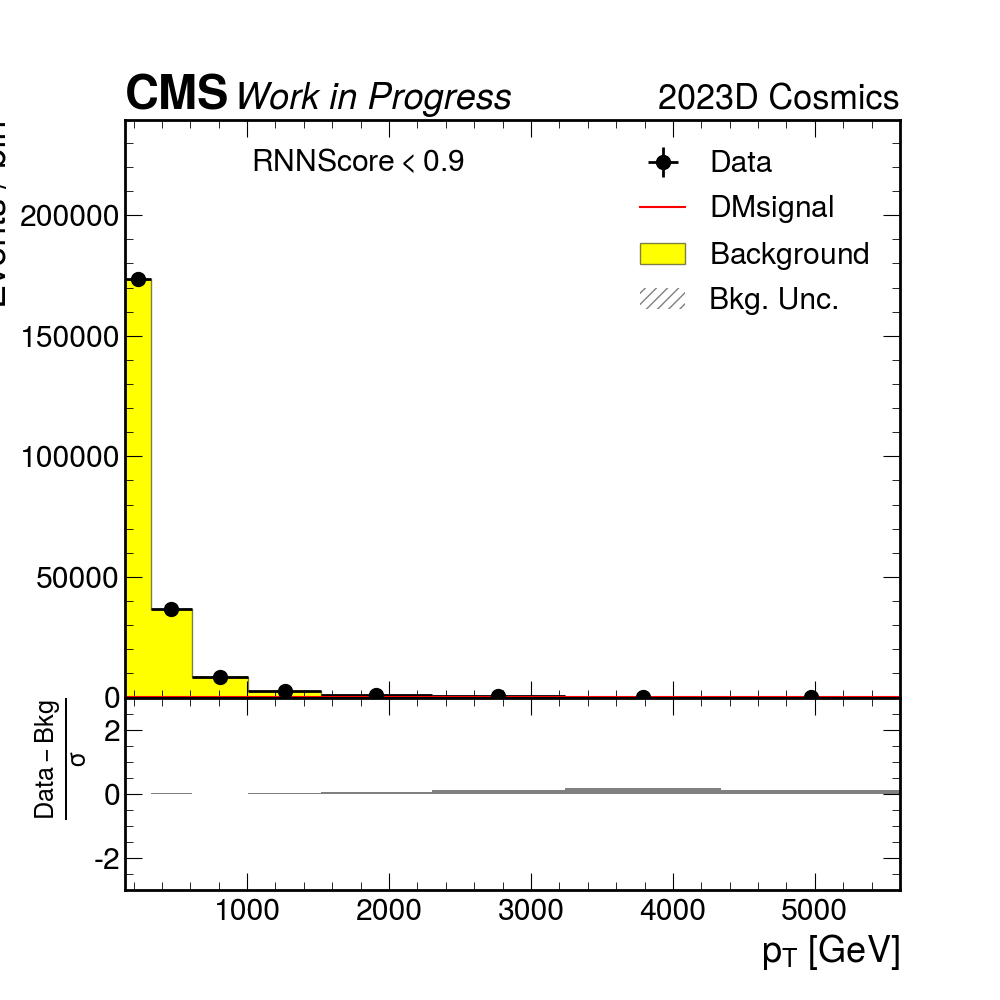 CMS Work in Progress 2023D Cosmics
RNNScore < 0.9
Data
DMsignal
Background
Bkg. Unc.
200000
150000
100000
50000
0
Data − Bkg
σ
2
0
-2
1000 2000 3000 4000 5000
pT [GeV]